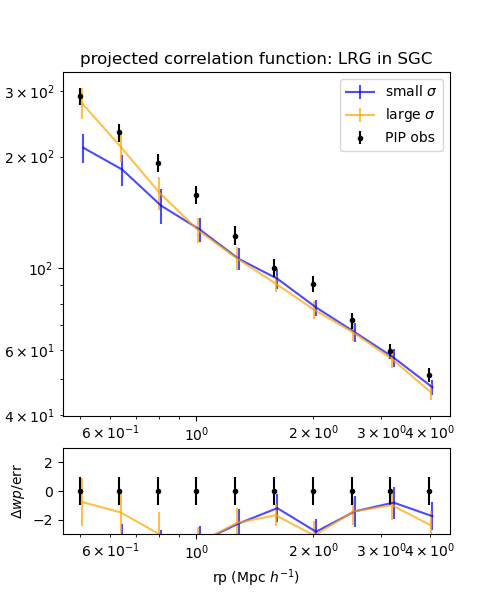 projected correlation function: LRG in SGC
small σ
large σ
PIP obs
3 × 10²
2 × 10²
10²
6 × 10¹
4 × 10¹
6 × 10⁻¹ 10⁰ 2 × 10⁰ 3 × 10⁰ 4 × 10⁰
Δwp/err
2
0
−2
6 × 10⁻¹ 10⁰ 2 × 10⁰ 3 × 10⁰ 4 × 10⁰
rp (Mpc h⁻¹)